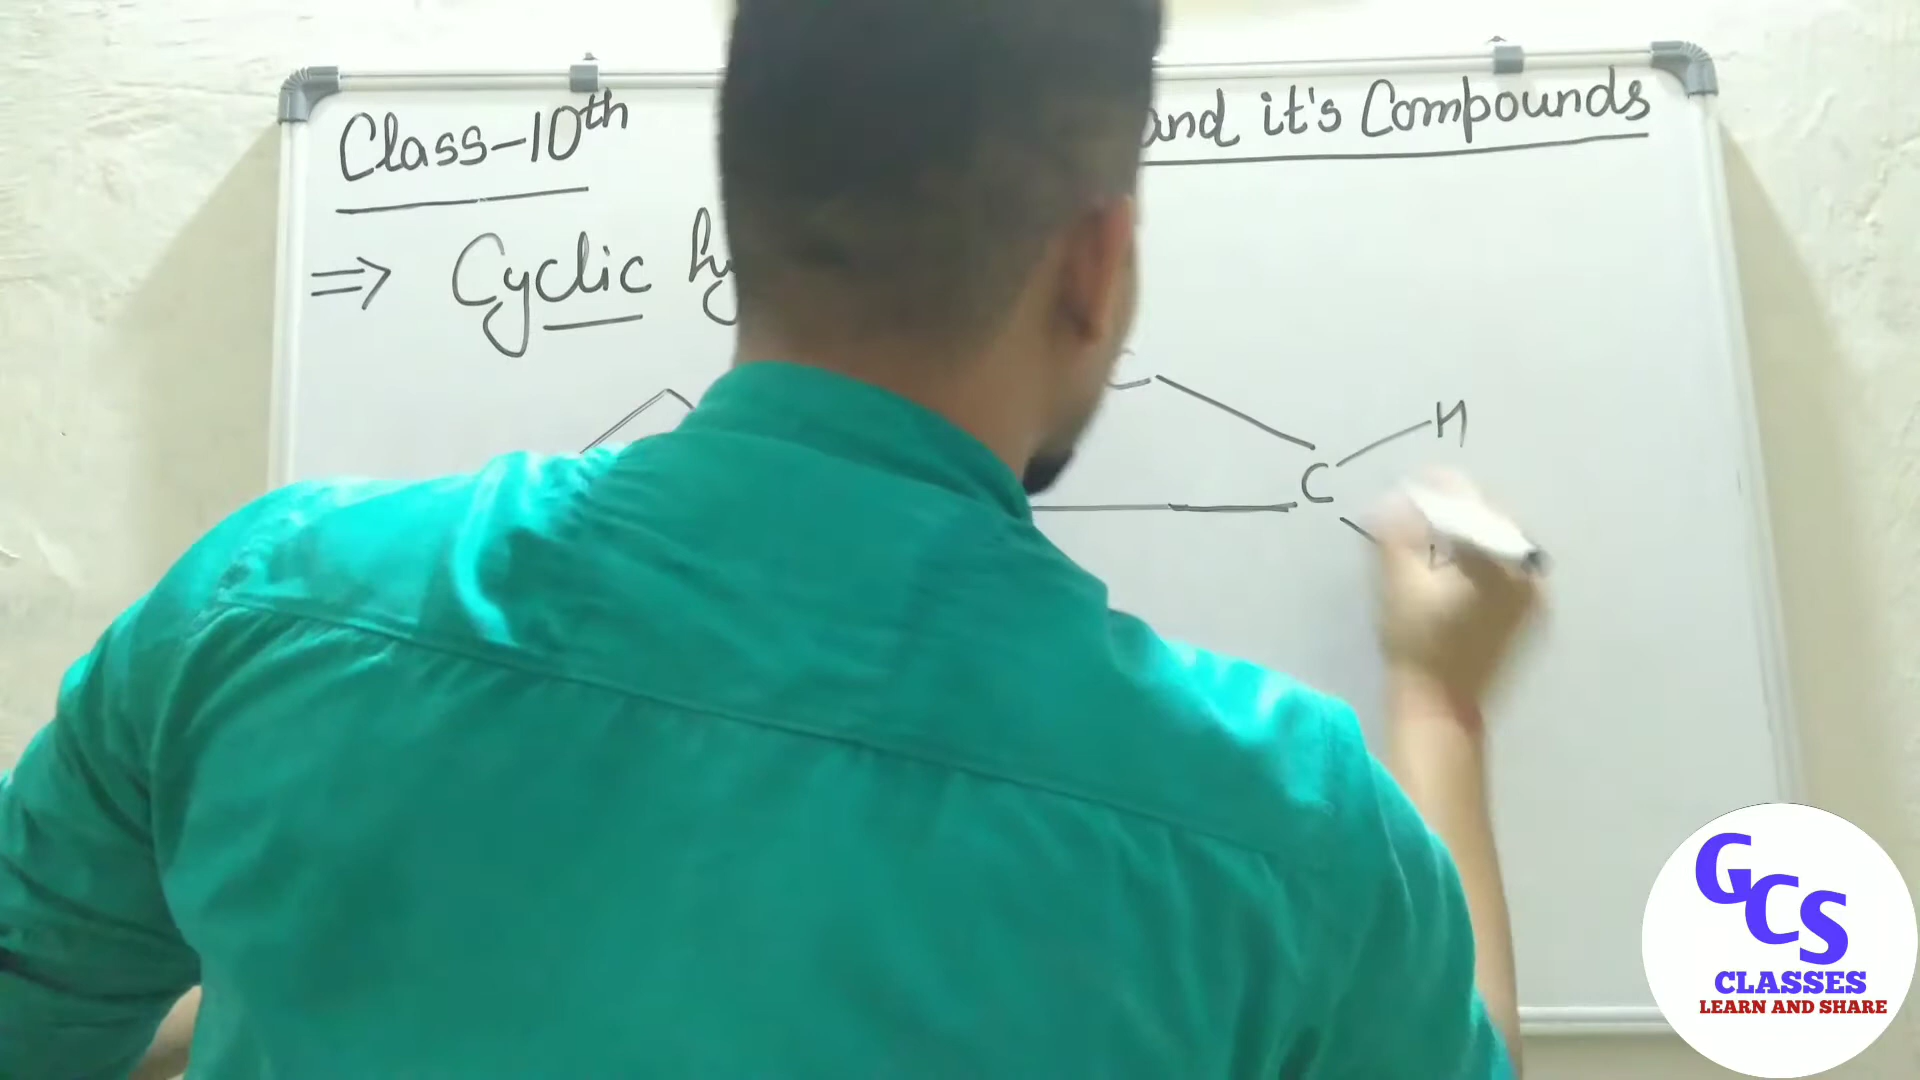 Class-10th and it's Compounds
⇒ Cyclic
C
H
C
GCS
CLASSES
LEARN AND SHARE